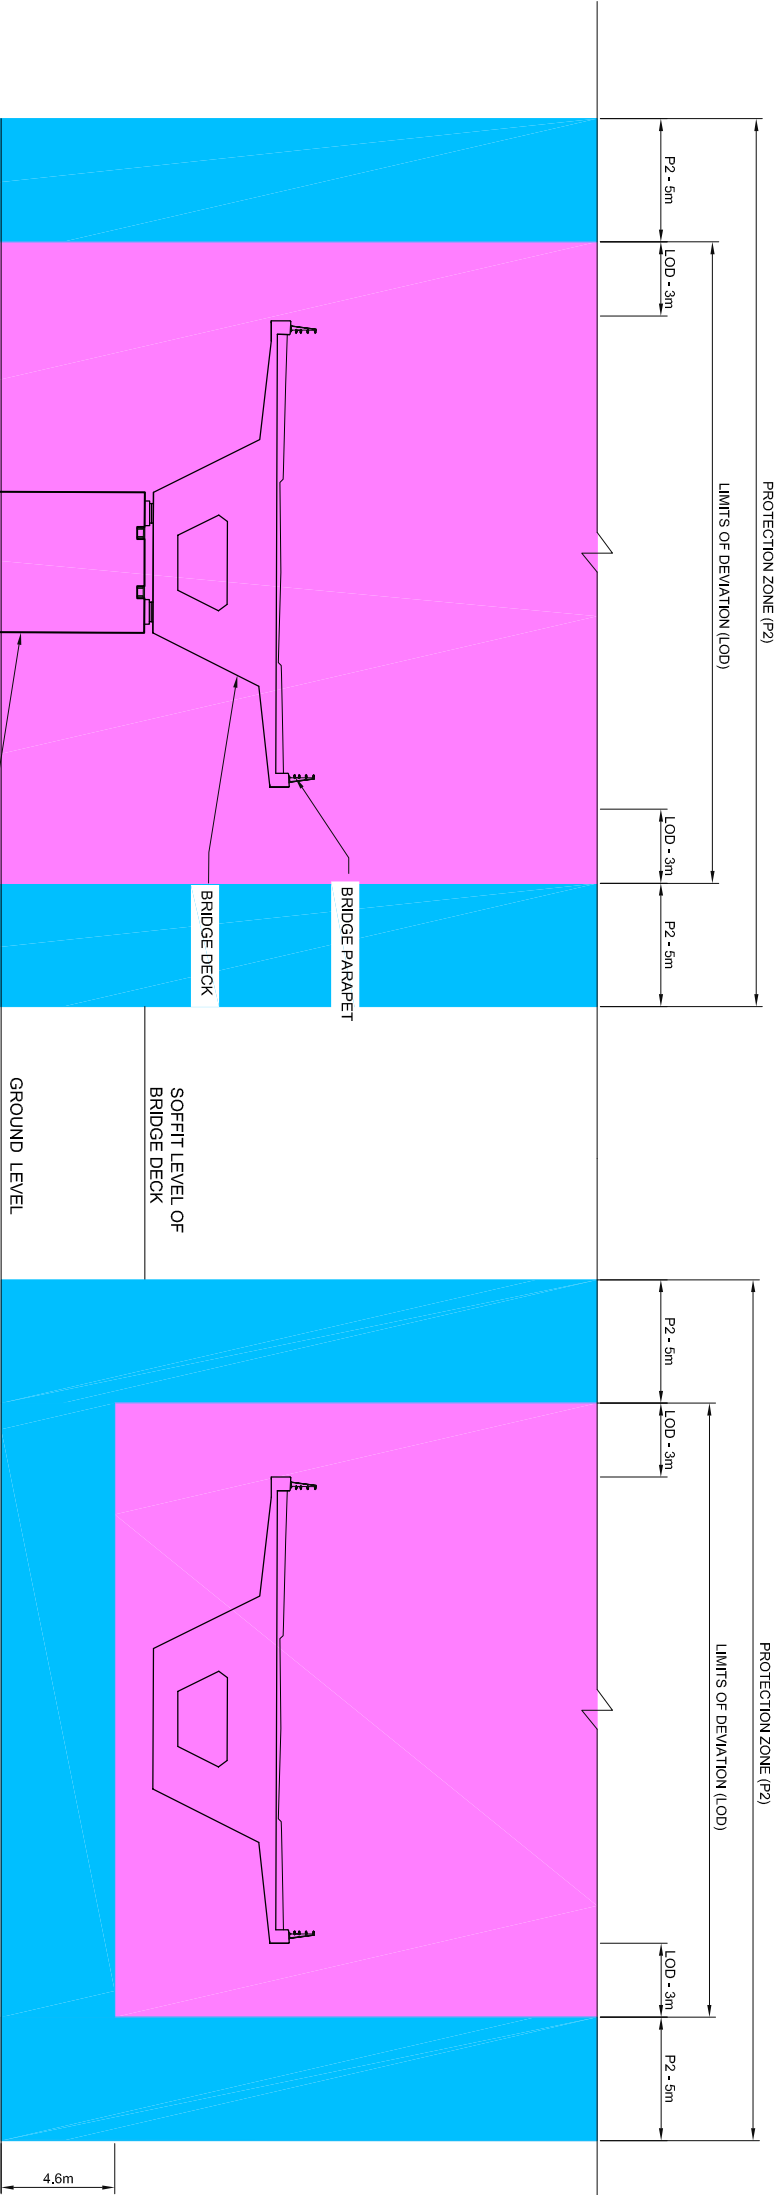 PROTECTION ZONE (P2)
LIMITS OF DEVIATION (LOD)
P2 - 5m
LOD - 3m
LOD - 3m
P2 - 5m
BRIDGE PARAPET
BRIDGE DECK
SOFFIT LEVEL OF
BRIDGE DECK
GROUND LEVEL
PROTECTION ZONE (P2)
LIMITS OF DEVIATION (LOD)
P2 - 5m
LOD - 3m
LOD - 3m
P2 - 5m
4.6m